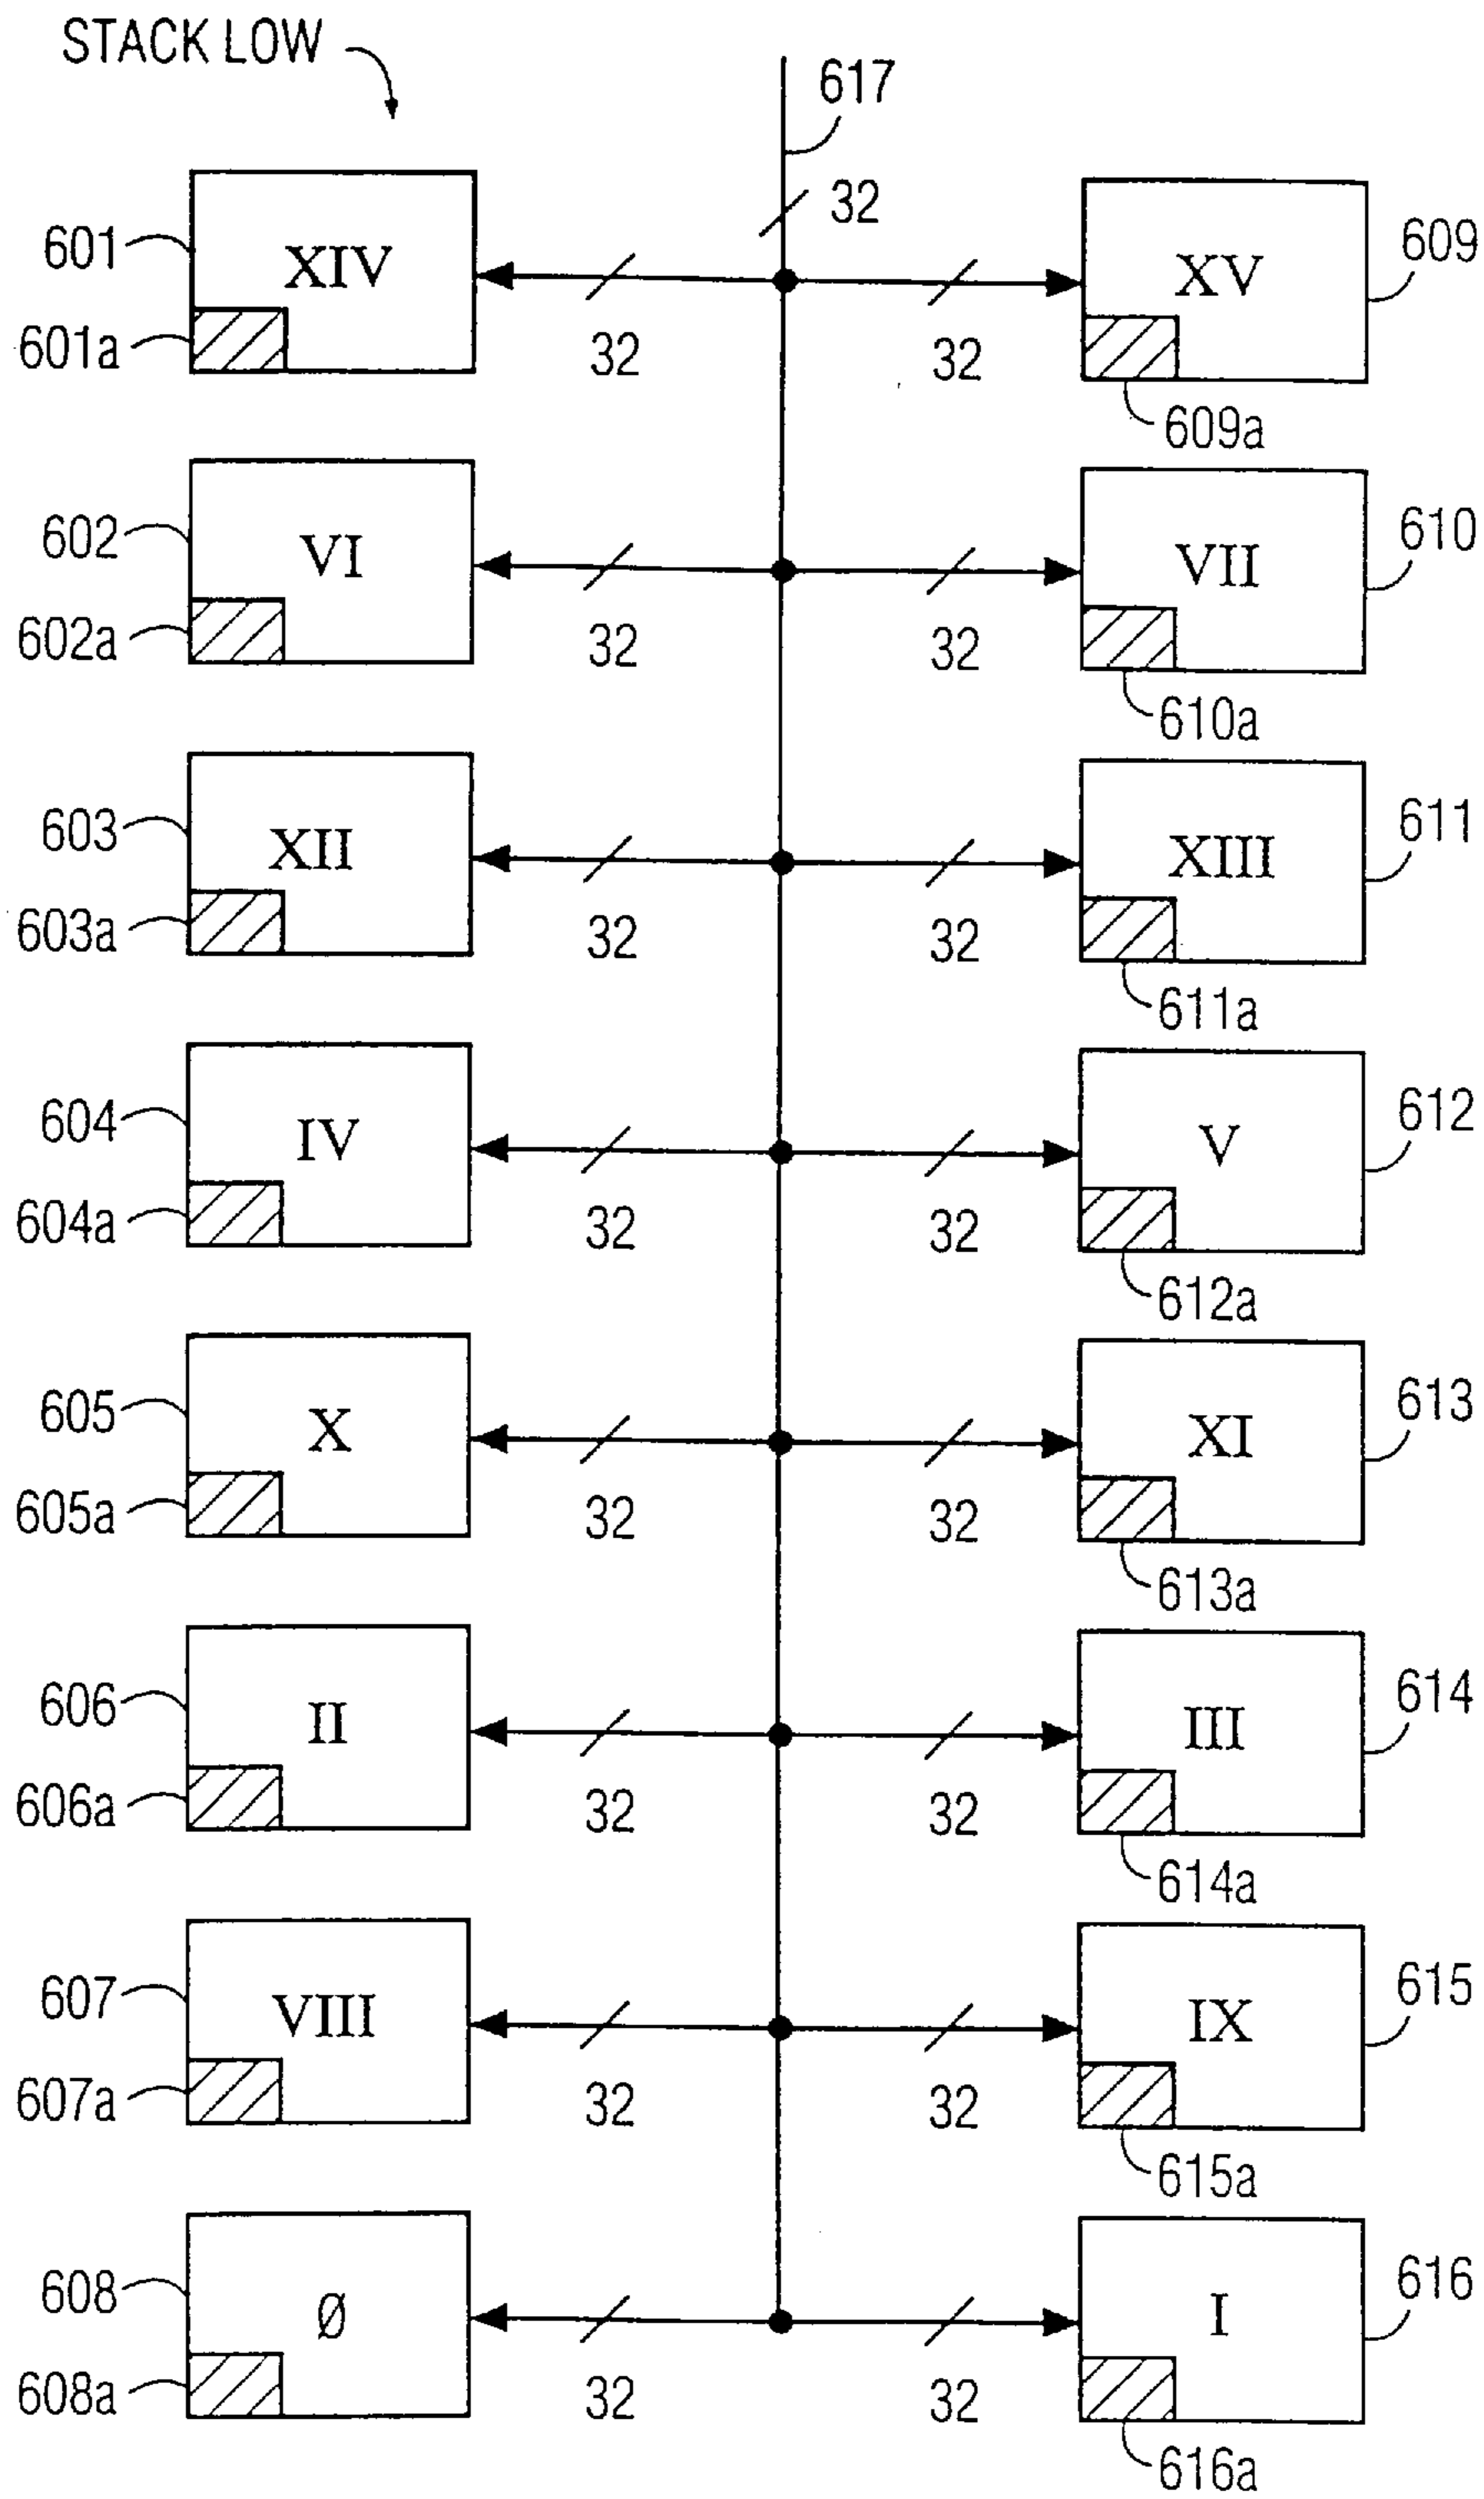 STACK LOW
617
32
601
XIV
XV
609
601a
32
32
609a
602
VI
VII
610
602a
32
32
610a
603
XII
XIII
611
603a
32
32
611a
604
IV
V
612
604a
32
32
612a
605
X
XI
613
605a
32
32
613a
606
II
III
614
606a
32
32
614a
607
VIII
IX
615
607a
32
32
615a
608
Ø
I
616
608a
32
32
616a